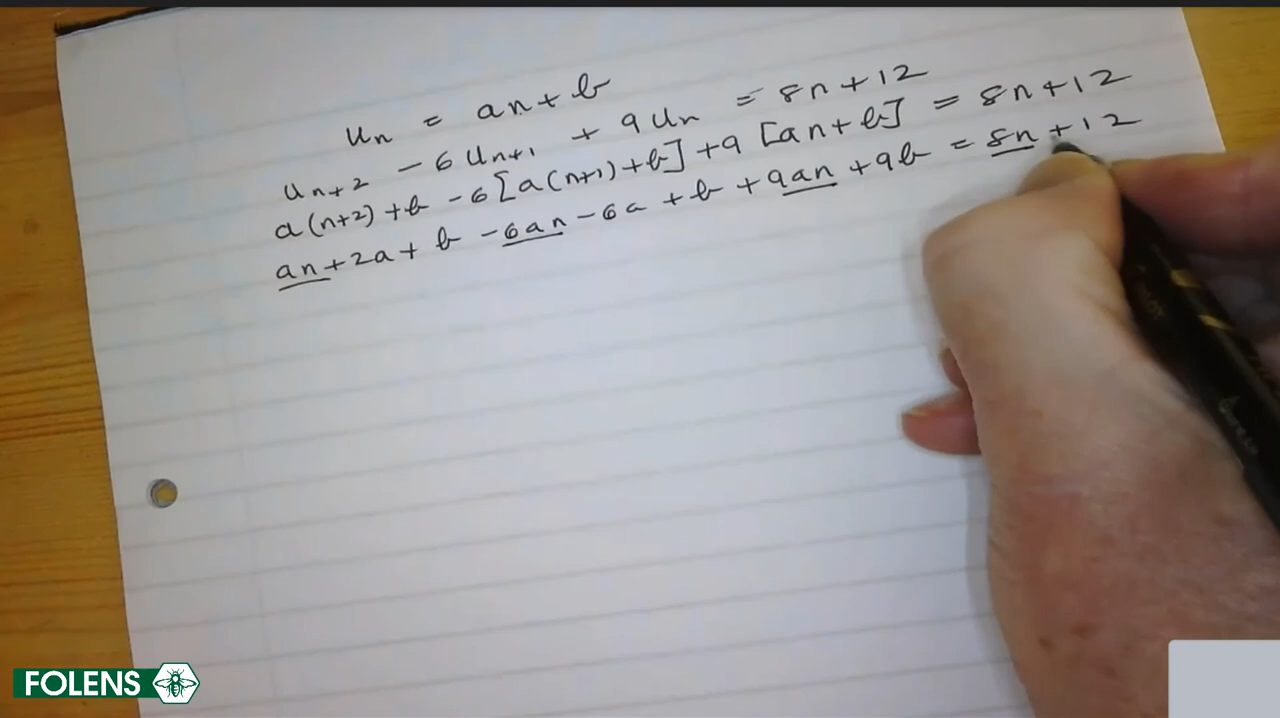 uₙ = an + b
uₙ₊₂ - 6uₙ₊₁ + 9uₙ = 8n + 12
a(n+2) + b - 6[a(n+1) + b] + 9[an + b] = 8n + 12
an + 2a + b - 6an - 6a + b + 9an + 9b = 8n + 12
FOLENS